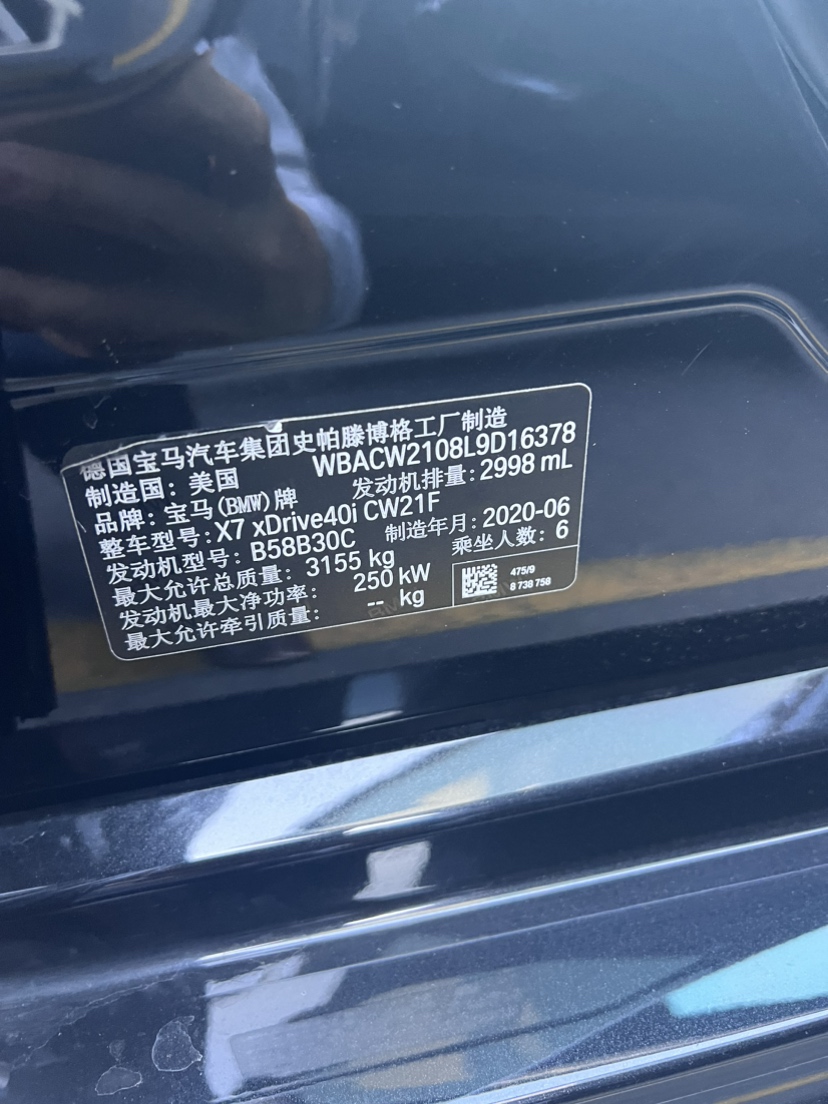 德国宝马汽车集团史帕滕博格工厂制造
制造国：美国 WBACW2108L9D16378
品牌：宝马(BMW)牌 发动机排量：2998 mL
整车型号：X7 xDrive40i CW21F
发动机型号：B58B30C 制造年月：2020-06
最大允许总质量：3155 kg 乘坐人数：6
发动机最大净功率：250 kW
最大允许牵引质量：-- kg
475/9
8 738 758